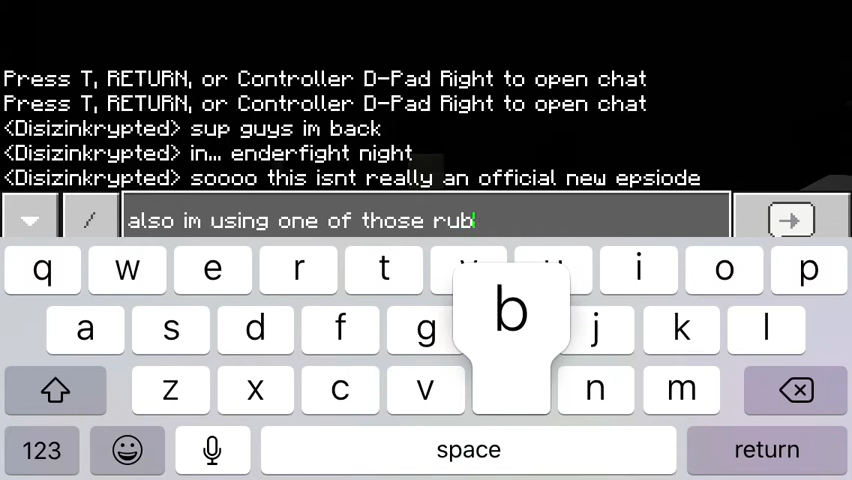 Press T, RETURN, or Controller D-Pad Right to open chat
Press T, RETURN, or Controller D-Pad Right to open chat
<Disizinkrypted> sup guys im back
<Disizinkrypted> in... enderfight night
<Disizinkrypted> soooo this isnt really an official new epsiode
/ also im using one of those rub
q w e r t u i o p
b
a s d f g j k l
z x c v n m
123 space return